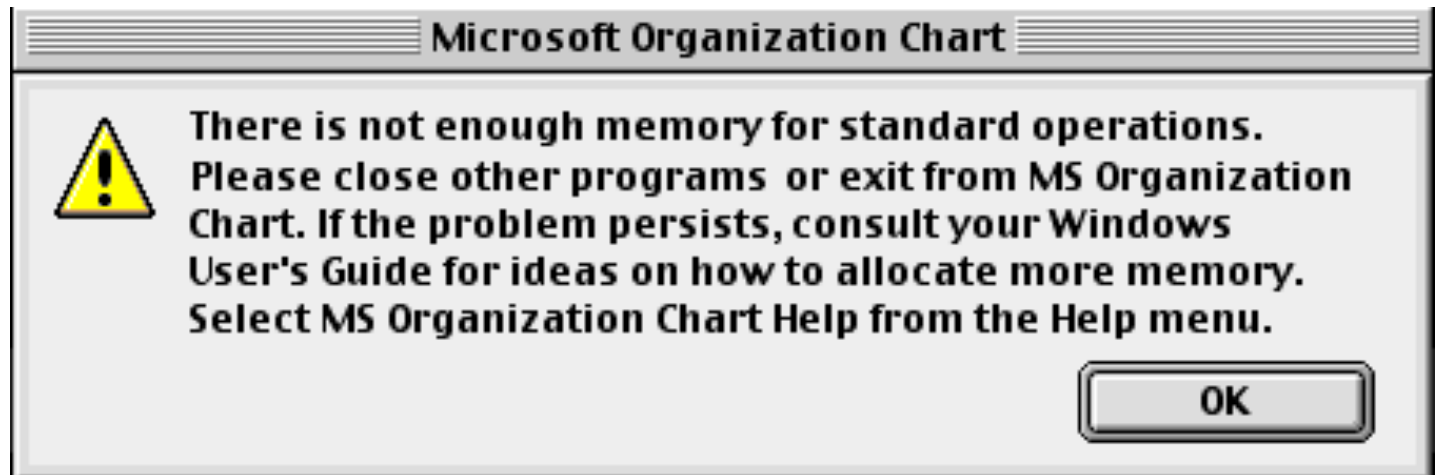 Microsoft Organization Chart
There is not enough memory for standard operations.
Please close other programs  or exit from MS Organization
Chart. If the problem persists, consult your Windows
User's Guide for ideas on how to allocate more memory.
Select MS Organization Chart Help from the Help menu.
OK